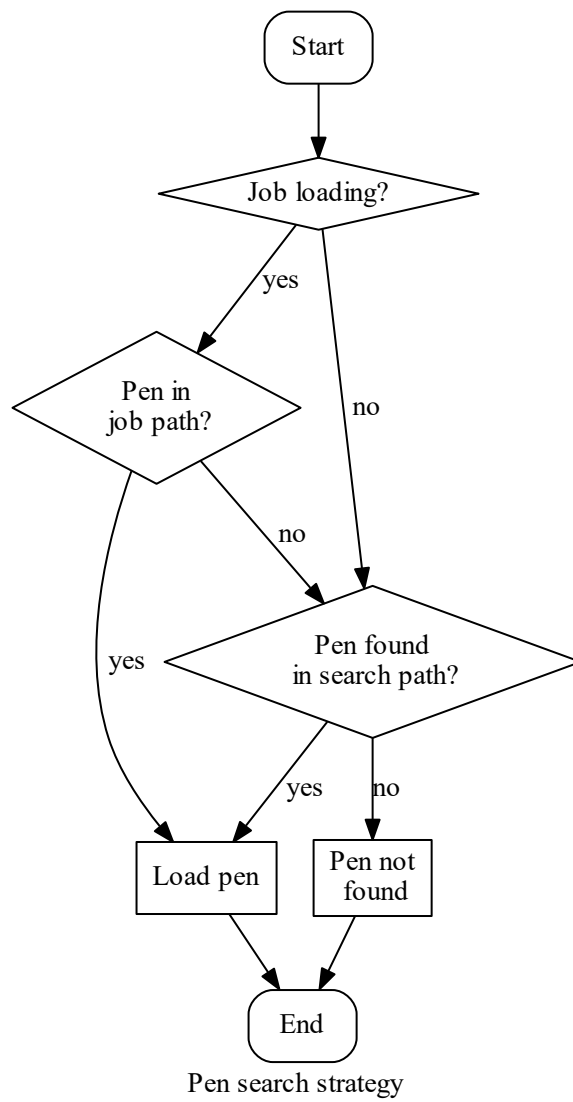 Start
Job loading?
yes
Pen in
job path?
no
no
Pen found
in search path?
yes
yes
no
Load pen
Pen not
found
End
Pen search strategy